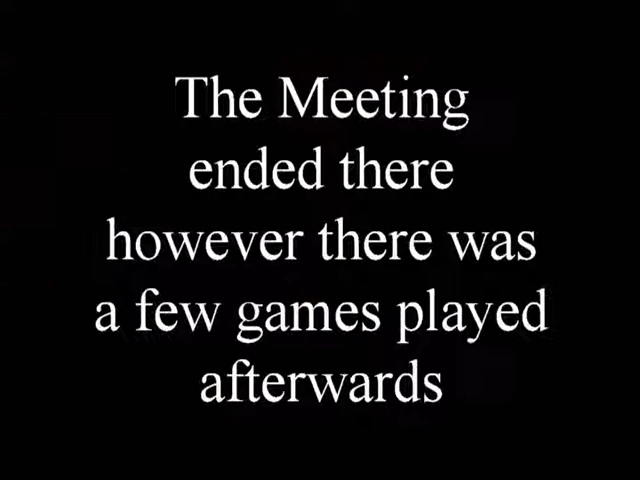 The Meeting
ended there
however there was
a few games played
afterwards